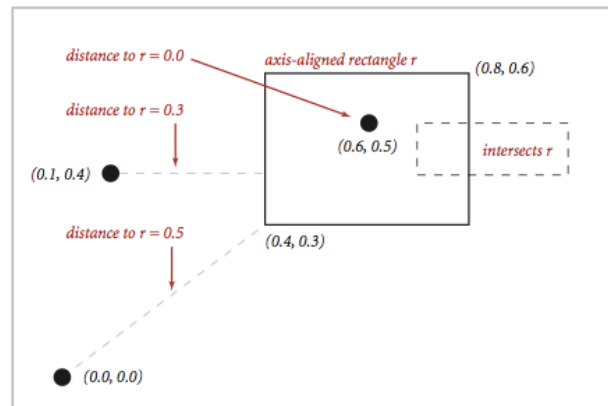 distance to r = 0.0
axis-aligned rectangle r
(0.8, 0.6)
distance to r = 0.3
(0.6, 0.5)
intersects r
(0.1, 0.4)
distance to r = 0.5
(0.4, 0.3)
(0.0, 0.0)